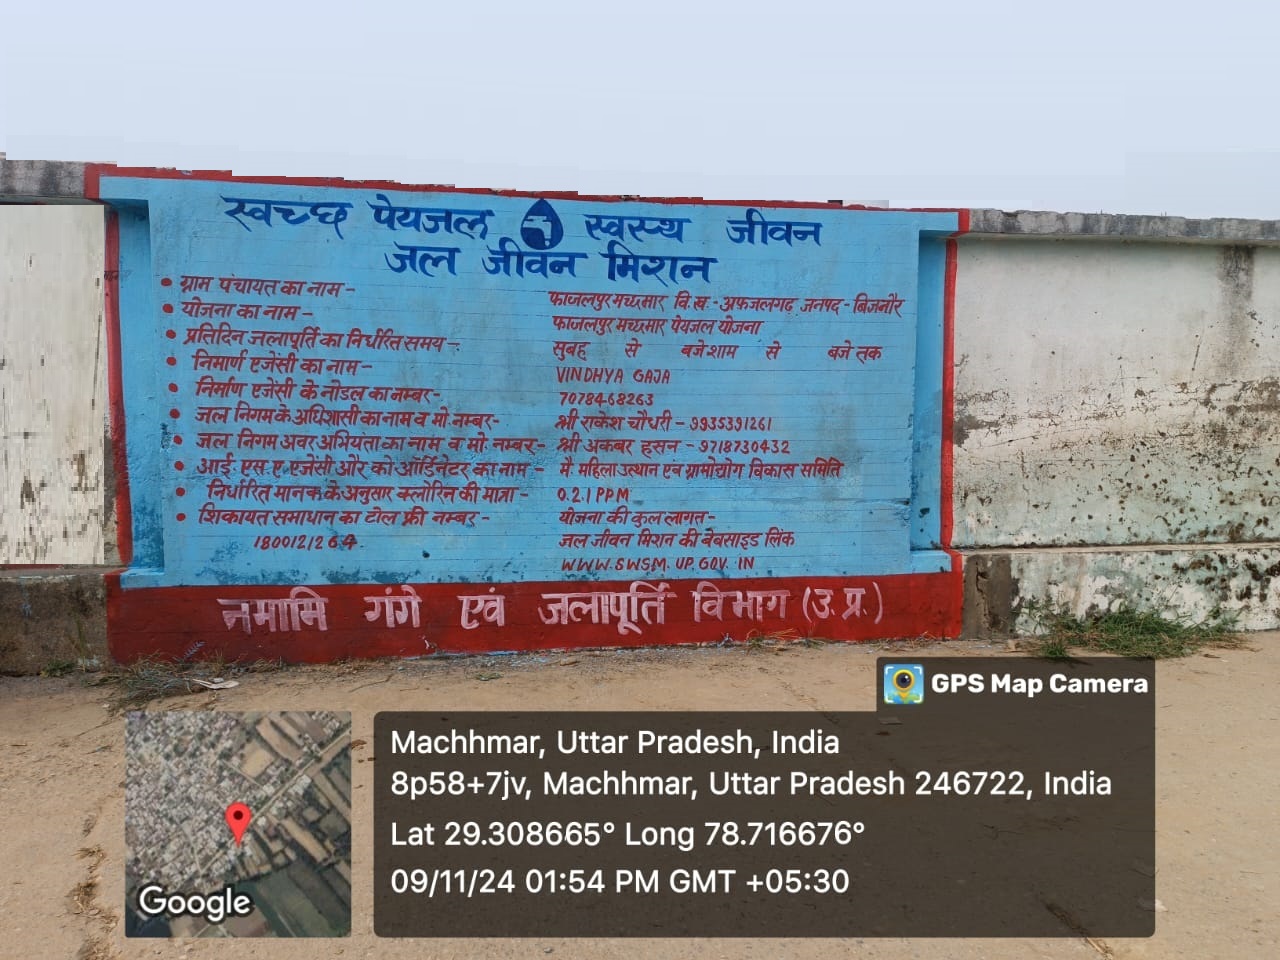 स्वच्छ पेयजल स्वस्थ्य जीवन
जल जीवन मिशन
• ग्राम पंचायत का नाम - फाजलपुर मच्छमार वि.ख.- अफजलगढ़ जनपद - बिजनौर
• योजना का नाम - फाजलपुर मच्छमार पेयजल योजना
• प्रतिदिन जलापूर्ति का निर्धारित समय - सुबह से बजे शाम से बजे तक
• निमार्ण एजेंसी का नाम - VINDHYA GAJA
• निर्माण एजेंसी के नोडल का नम्बर - 7078468263
• जल निगम के अधिशासी का नाम व मो. नम्बर - श्री राकेश चौधरी - 9935391261
• जल निगम अवर अभियंता का नाम व मो. नम्बर - श्री अकबर हसन - 9718730432
• आई. एस. ए. एजेंसी और को ऑर्डिनेटर का नाम - मै. महिला उत्थान एव ग्रामोद्योग विकास समिति
• निर्धारित मानक के अनुसार क्लोरिन की मात्रा - 0.2.1 PPM
• शिकायत समाधान का टोल फ्री नम्बर - योजना की कुल लागत -
180012126 जल जीवन मिशन की बेबसाइड लिंक
WWW.SWSM.UP.GOV.IN
नमामि गंगे एवं जलापूर्ति विभाग (उ.प्र.)
GPS Map Camera
Machhmar, Uttar Pradesh, India
8p58+7jv, Machhmar, Uttar Pradesh 246722, India
Lat 29.308665° Long 78.716676°
09/11/24 01:54 PM GMT +05:30
Google